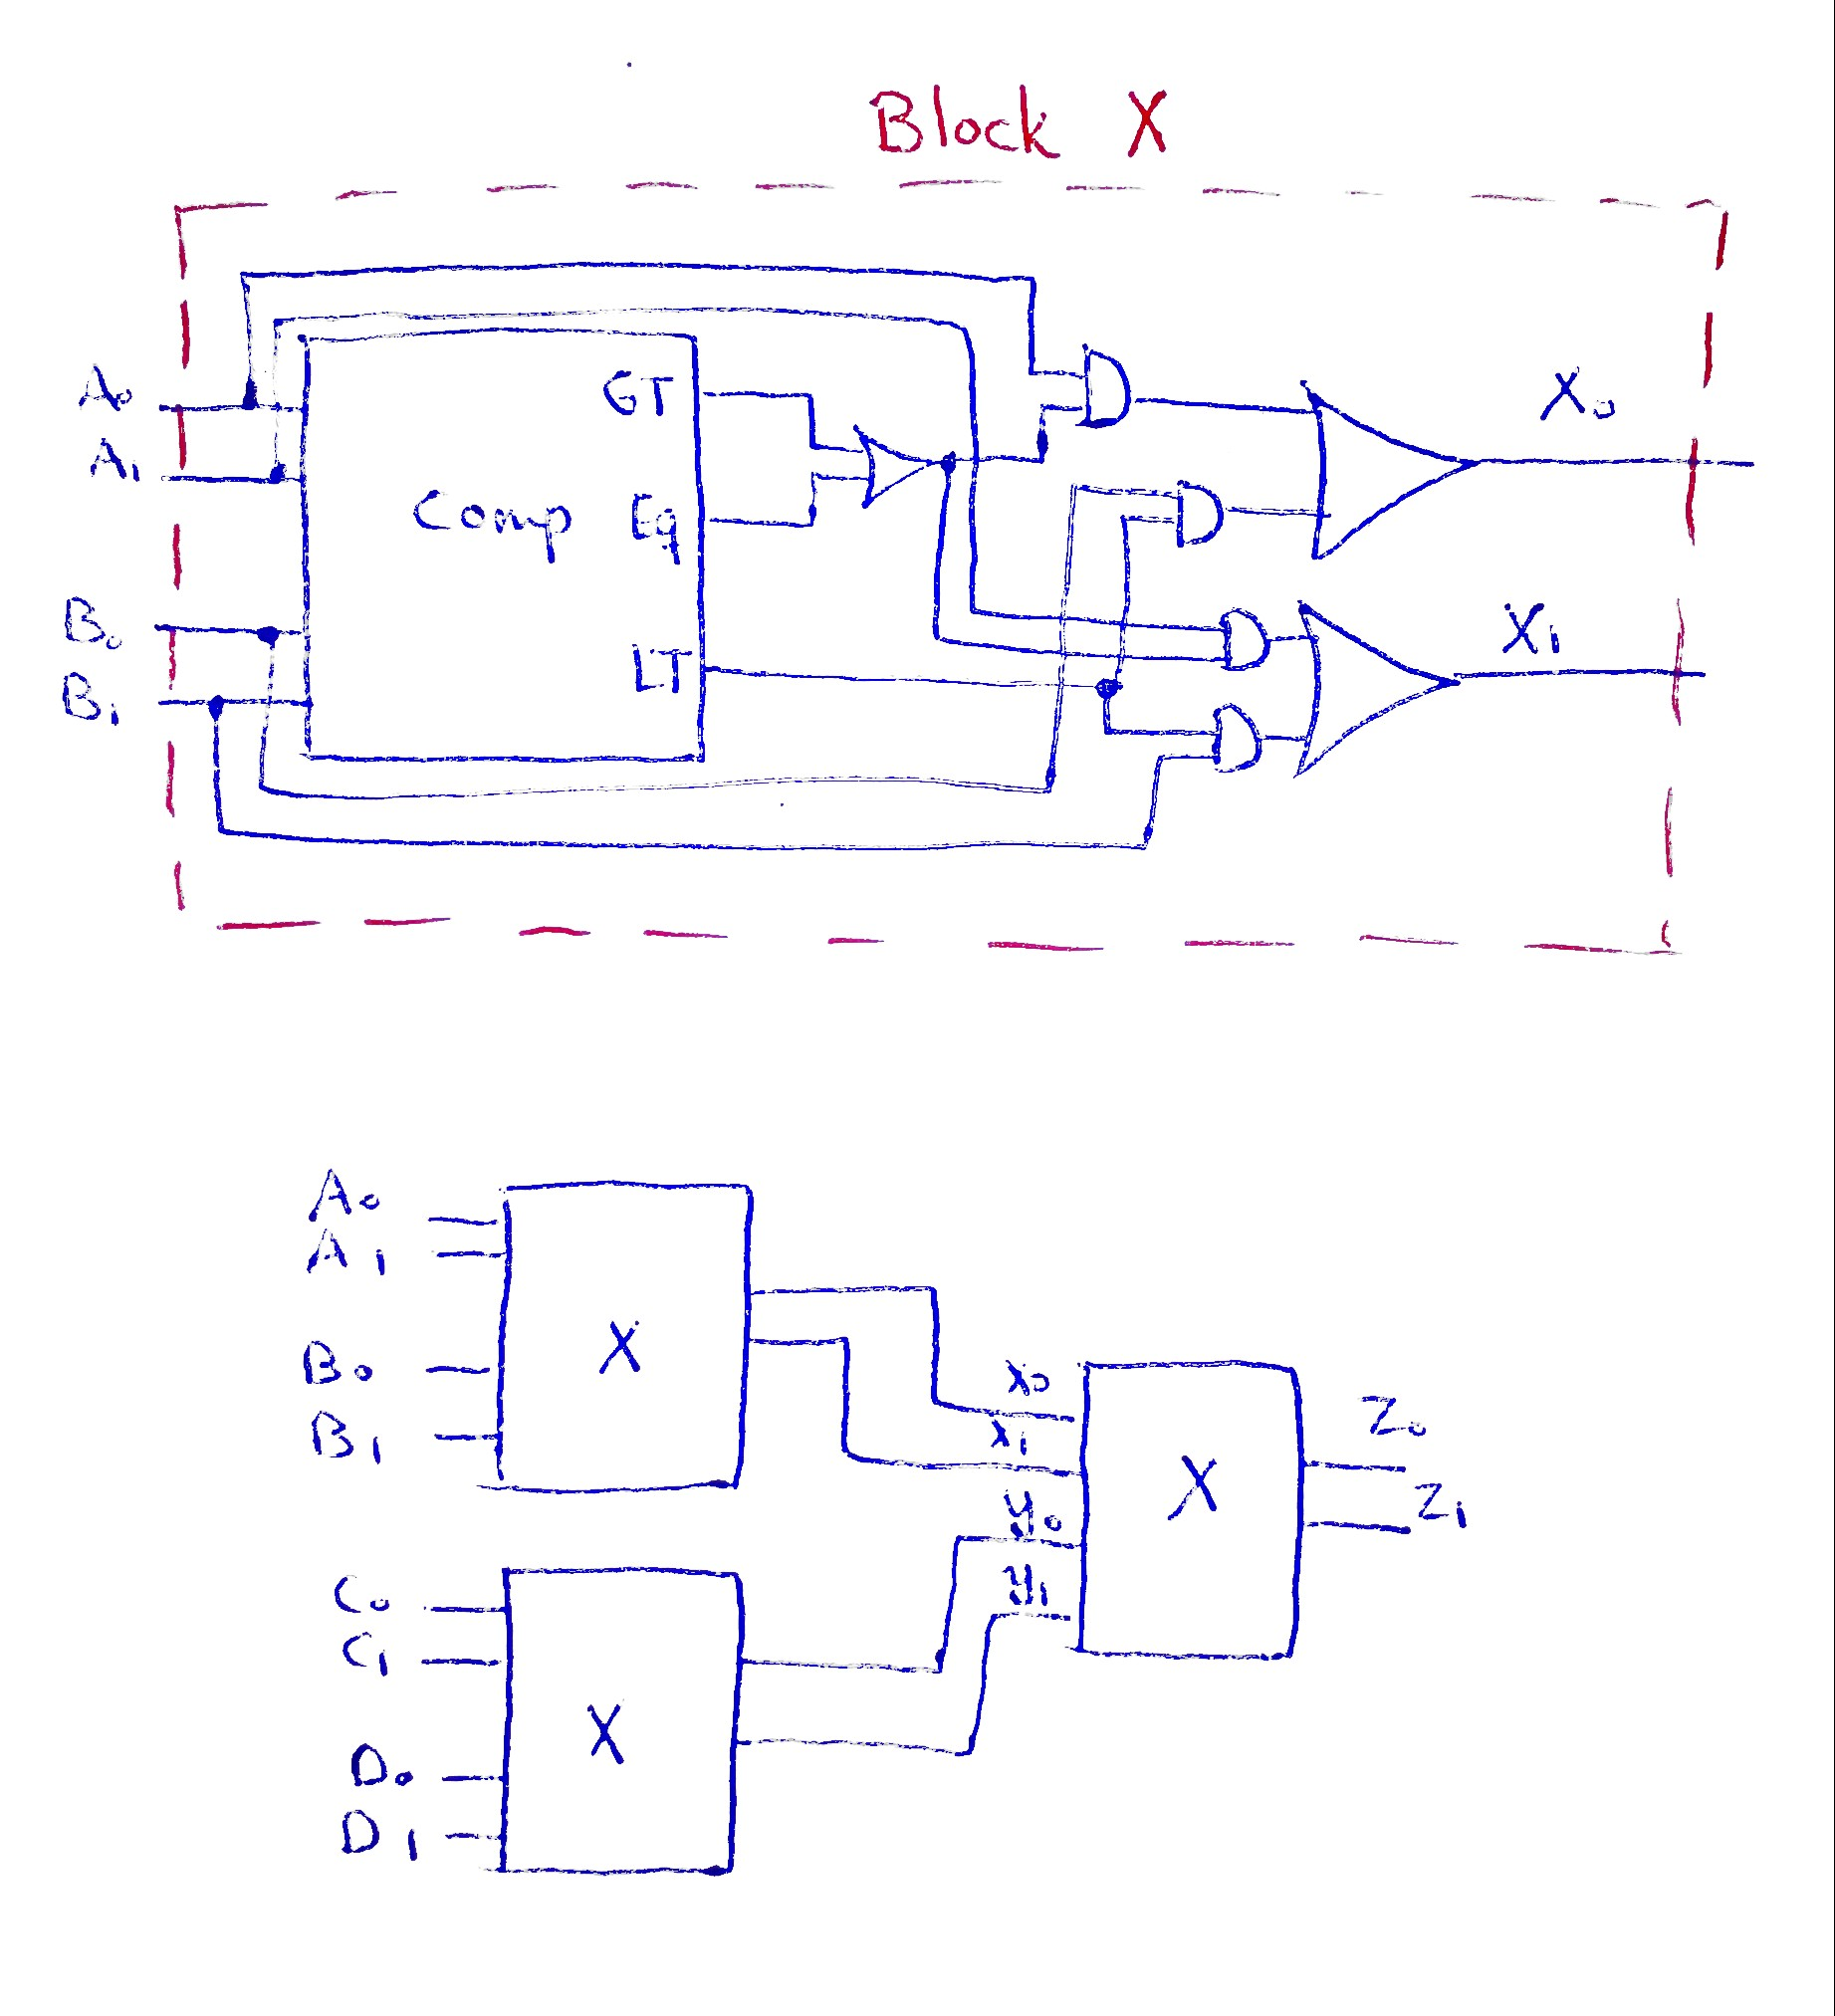 Block X
A₀
A₁
B₀
B₁
Comp
GT
Eq
LT
X₀
X₁
A₀
A₁
B₀
B₁
X
C₀
C₁
D₀
D₁
X
x₀
x₁
y₀
y₁
X
Z₀
Z₁